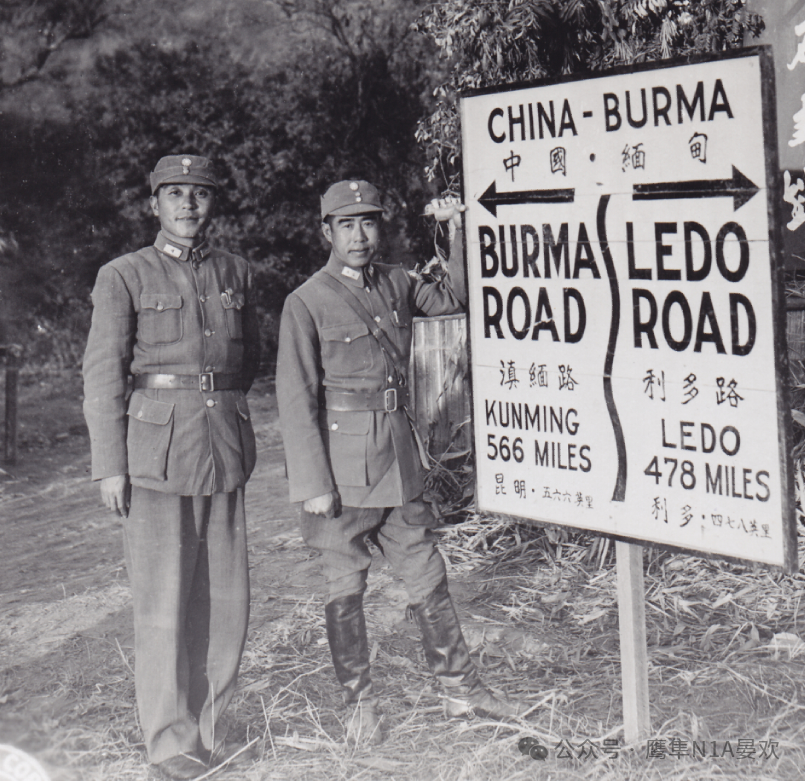 CHINA - BURMA
中國 · 緬甸
BURMA ROAD
滇緬路
KUNMING
566 MILES
昆明 · 五六六英里
LEDO ROAD
利多路
LEDO
478 MILES
利多 · 四七八英里
公众号 · 鹰隼N1A晏欢